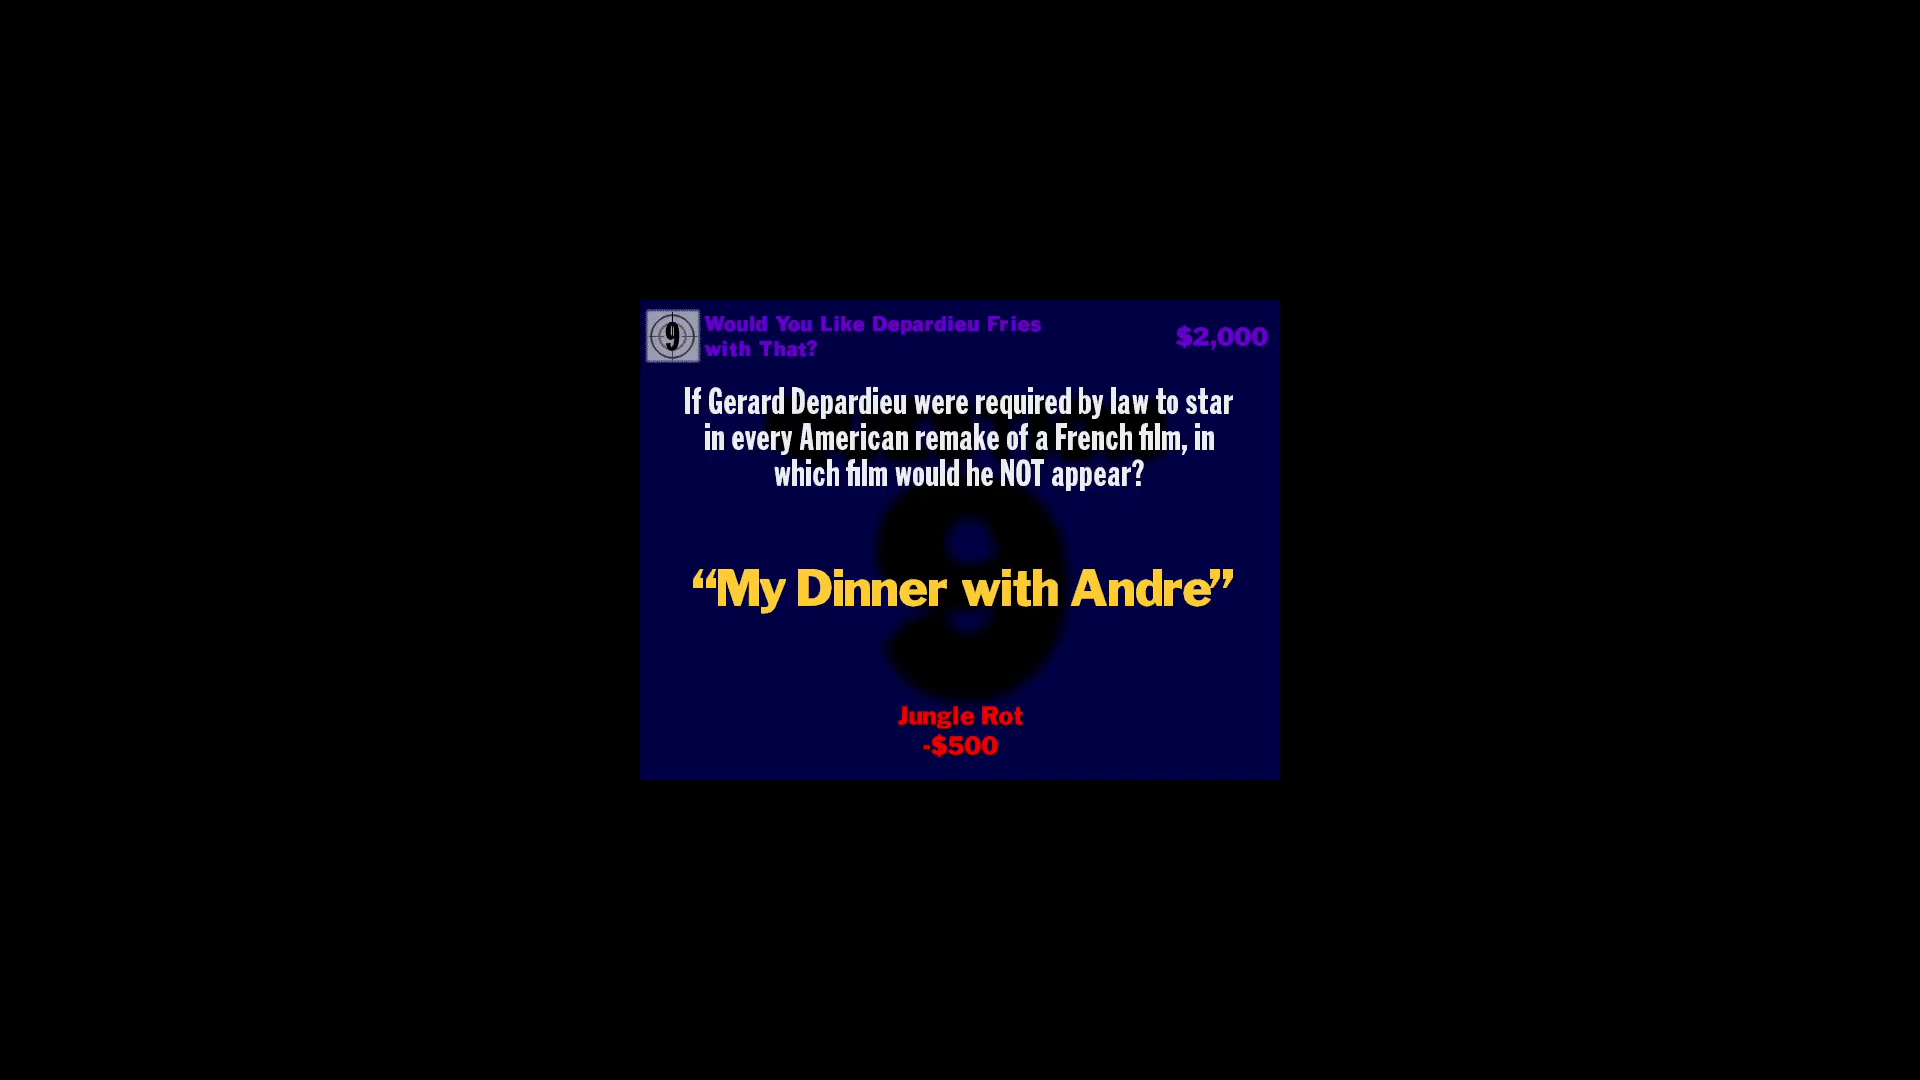 9
Would You Like Depardieu Fries
with That?
$2,000
If Gerard Depardieu were required by law to star
in every American remake of a French film, in
which film would he NOT appear?
“My Dinner with Andre”
9
Jungle Rot
-$500